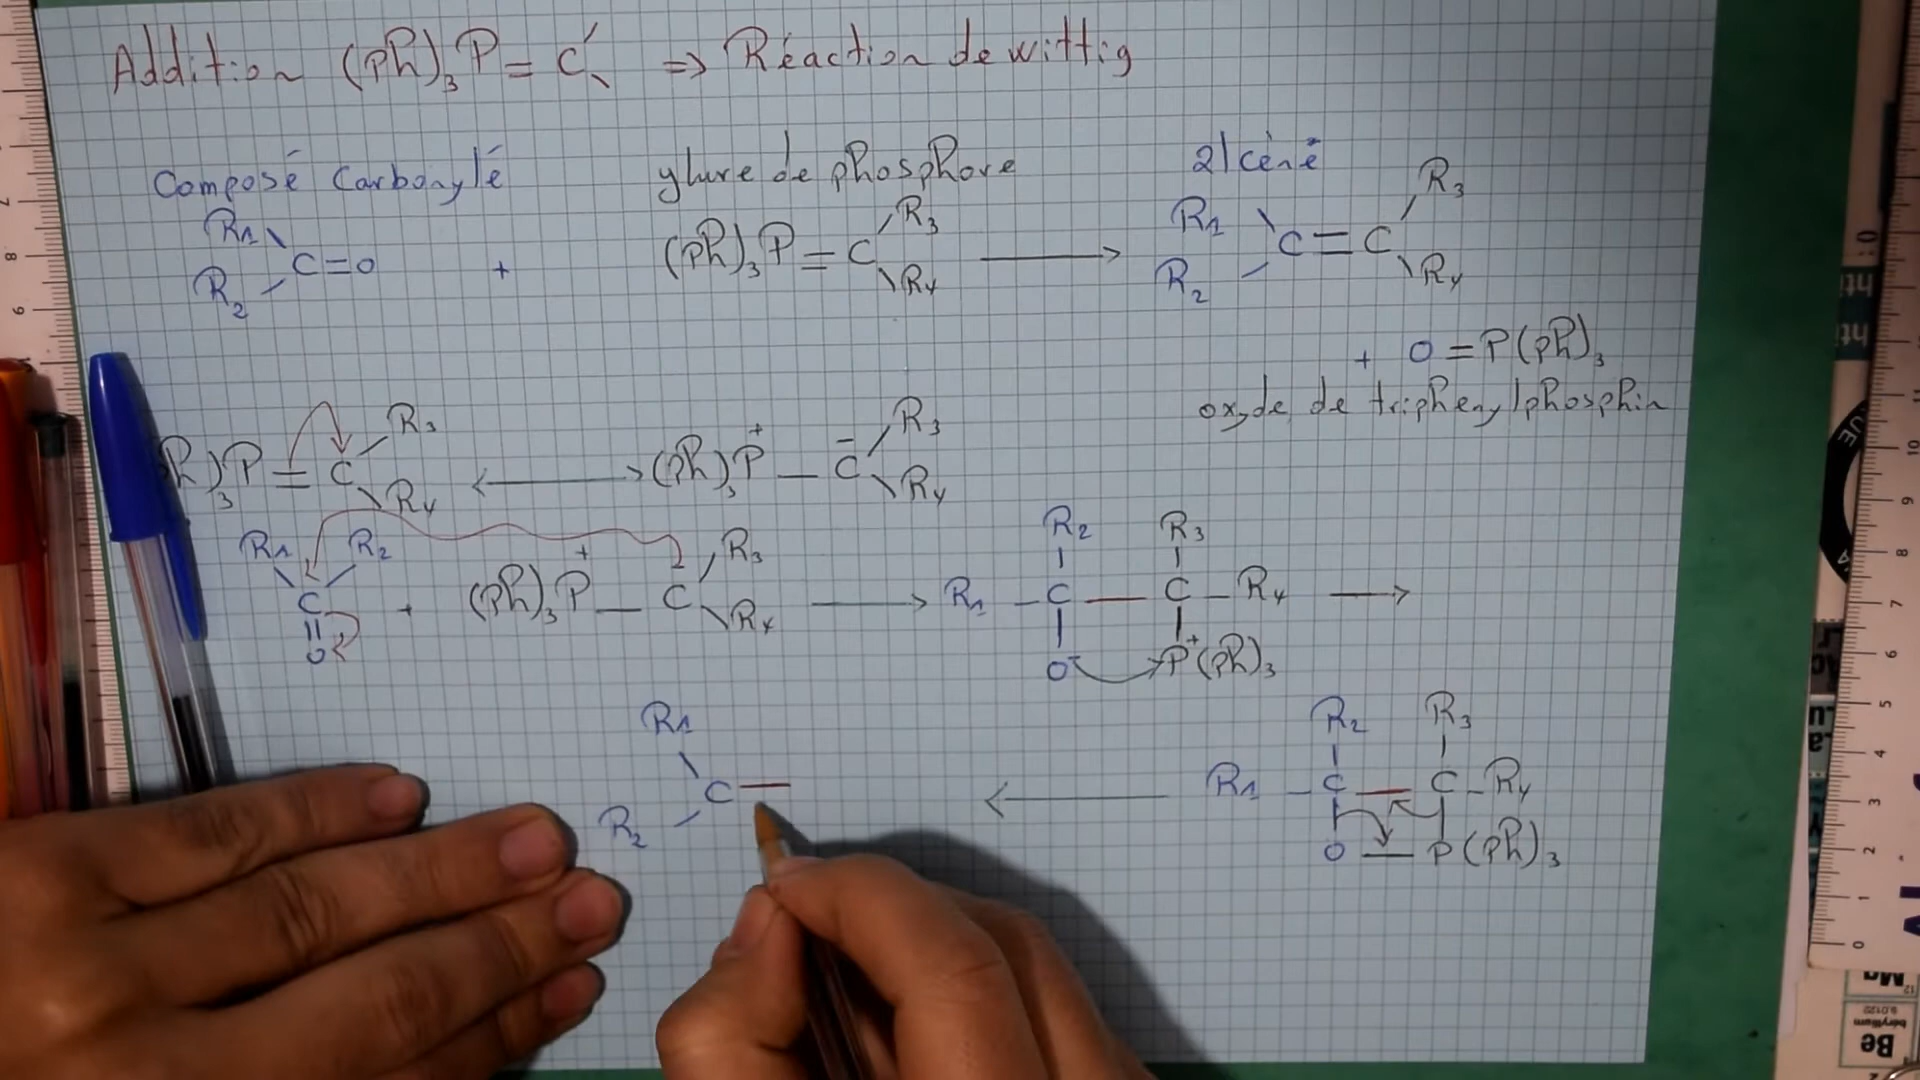 Addition (ph)₃P = C ⇒ Réaction de wittig
Composé Carbonylé ylure de phosphore alcène
R₁ R₂ C=O + (ph)₃P = C R₃ R₄ → R₁ R₂ C=C R₃ R₄
+ O=P(ph)₃
oxyde de triphenylphosphin
h)₃P = C R₃ R₄ ↔ (ph)₃P⁺ — C⁻ R₃ R₄
R₁ R₂ C = O + (ph)₃P⁺ — C R₃ R₄ → R₁ — C — C — R₄ →
R₂ R₃
O P⁺(ph)₃
R₁ R₂ C — ← R₁ — C — C — R₄
R₂ R₃
O — P(ph)₃
Be